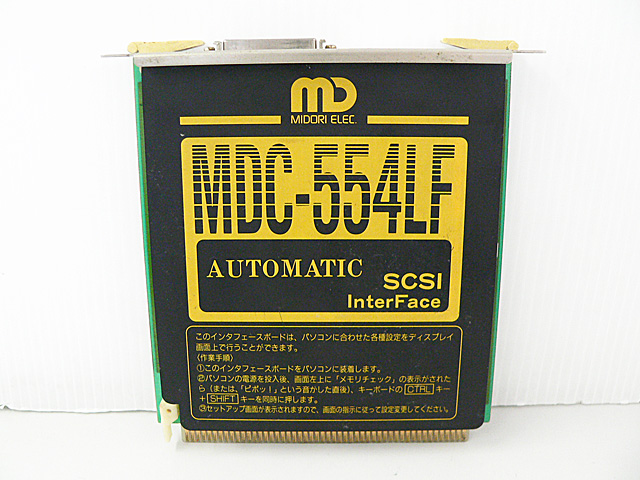 MD
MIDORI ELEC.
MDC-554LF
AUTOMATIC
SCSI
InterFace
このインタフェースボードは、パソコンに合わせた各種設定をディスプレイ
画面上で行うことができます。
〈作業手順〉
①このインタフェースボードをパソコンに装着します。
②パソコンの電源を投入後、画面左上に「メモリチェック」の表示がされた
ら（または、「ピポッ！」という音がした直後）、キーボードの CTRL キー
+ SHIFT キーを同時に押します。
③セットアップ画面が表示されますので、画面の指示に従って設定変更してください。